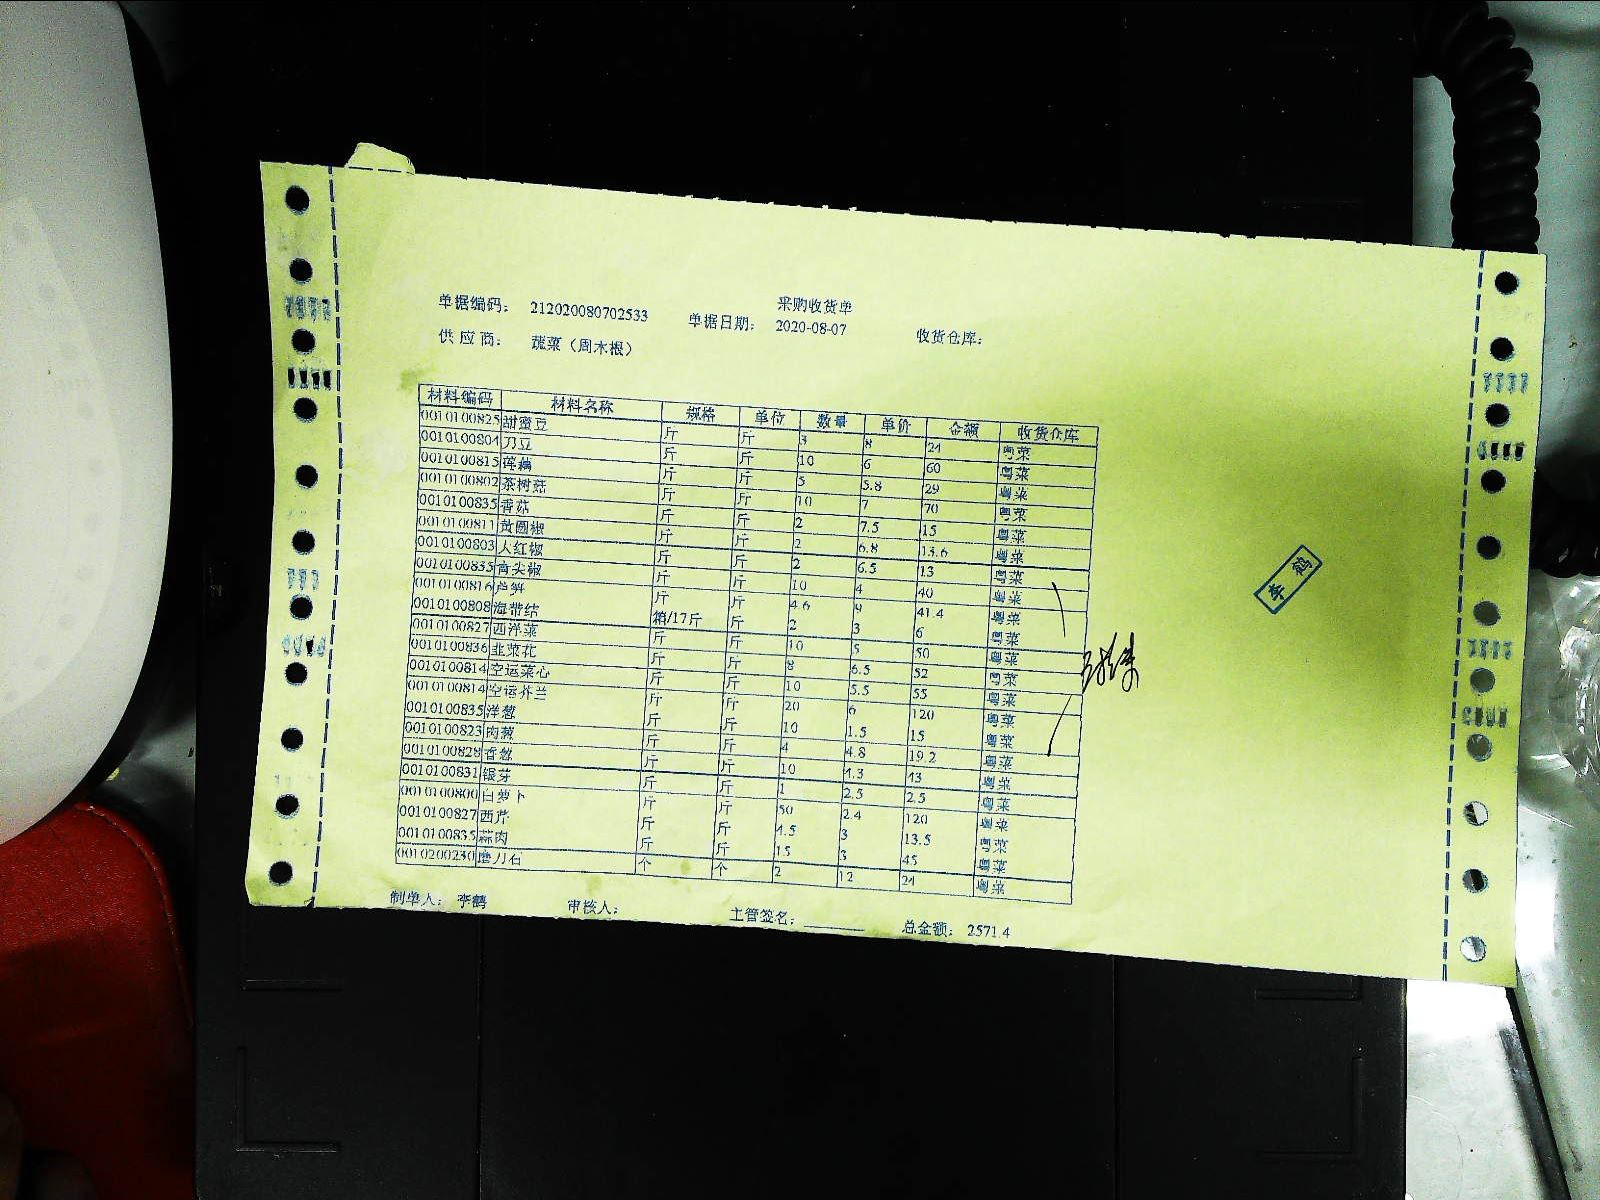 采购收货单
单据编码： 212020080702533 单据日期： 2020-08-07 收货仓库：
供 应 商： 蔬菜（周木根）
材料编码 材料名称 规格 单位 数量 单价 金额 收货仓库
0010100825 甜蜜豆 斤 斤 3 8 24 粤菜
0010100804 刀豆 斤 斤 10 6 60 粤菜
0010100815 莲藕 斤 斤 5 5.8 29 粤菜
0010100802 茶树菇 斤 斤 10 7 70 粤菜
0010100835 香菇 斤 斤 2 7.5 15 粤菜
0010100811 黄圆椒 斤 斤 2 6.8 13.6 粤菜
0010100803 大红椒 斤 斤 2 6.5 13 粤菜
0010100835 青尖椒 斤 斤 10 4 40 粤菜
0010100816 芦笋 斤 斤 4.6 9 41.4 粤菜
0010100808 海带结 箱/17斤 斤 2 3 6 粤菜
0010100827 西洋菜 斤 斤 10 5 50 粤菜
0010100836 韭菜花 斤 斤 8 6.5 52 粤菜
0010100814 空运菜心 斤 斤 10 5.5 55 粤菜
0010100814 空运芥兰 斤 斤 20 6 120 粤菜
0010100835 洋葱 斤 斤 10 1.5 15 粤菜
0010100823 肉葱 斤 斤 4 4.8 19.2 粤菜
0010100828 香葱 斤 斤 10 4.3 43 粤菜
0010100831 银芽 斤 斤 1 2.5 2.5 粤菜
0010100800 白萝卜 斤 斤 50 2.4 120 粤菜
0010100827 西芹 斤 斤 4.5 3 13.5 粤菜
0010100835 蒜肉 斤 斤 15 3 45 粤菜
0010200230 磨刀石 个 个 2 12 24 粤菜
李鹤
制单人： 李鹤 审核人： 主管签名： 总金额： 2571.4